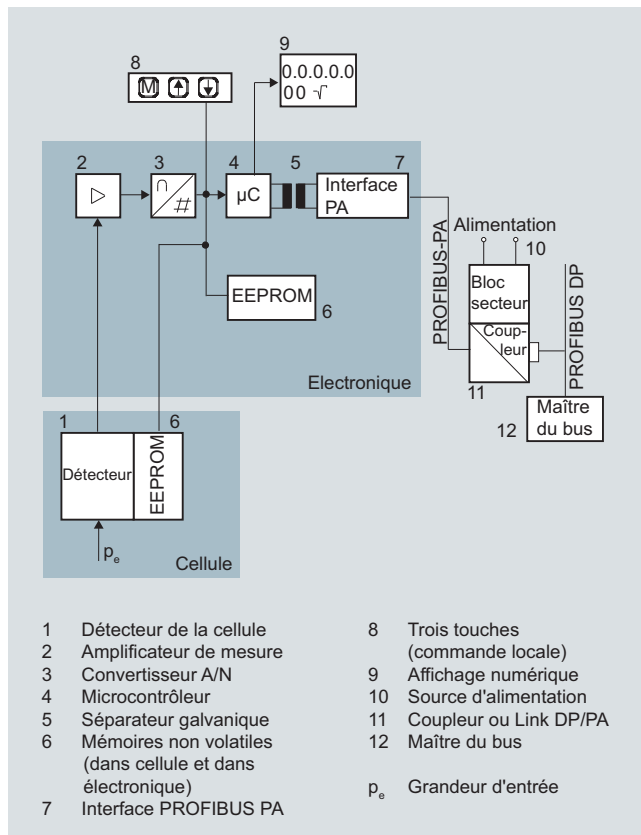 9
8
0.0.0.0.0
00 √
M
2
3
4
5
7
∩
#
µC
Interface
PA
EEPROM
6
Electronique
PROFIBUS-PA
Alimentation
10
Bloc
secteur
Coup-
leur
11
PROFIBUS DP
Maître
du bus
12
1
6
Détecteur
EEPROM
pe
Cellule
1 Détecteur de la cellule
2 Amplificateur de mesure
3 Convertisseur A/N
4 Microcontrôleur
5 Séparateur galvanique
6 Mémoires non volatiles
(dans cellule et dans
électronique)
7 Interface PROFIBUS PA
8 Trois touches
(commande locale)
9 Affichage numérique
10 Source d'alimentation
11 Coupleur ou Link DP/PA
12 Maître du bus
pe Grandeur d'entrée